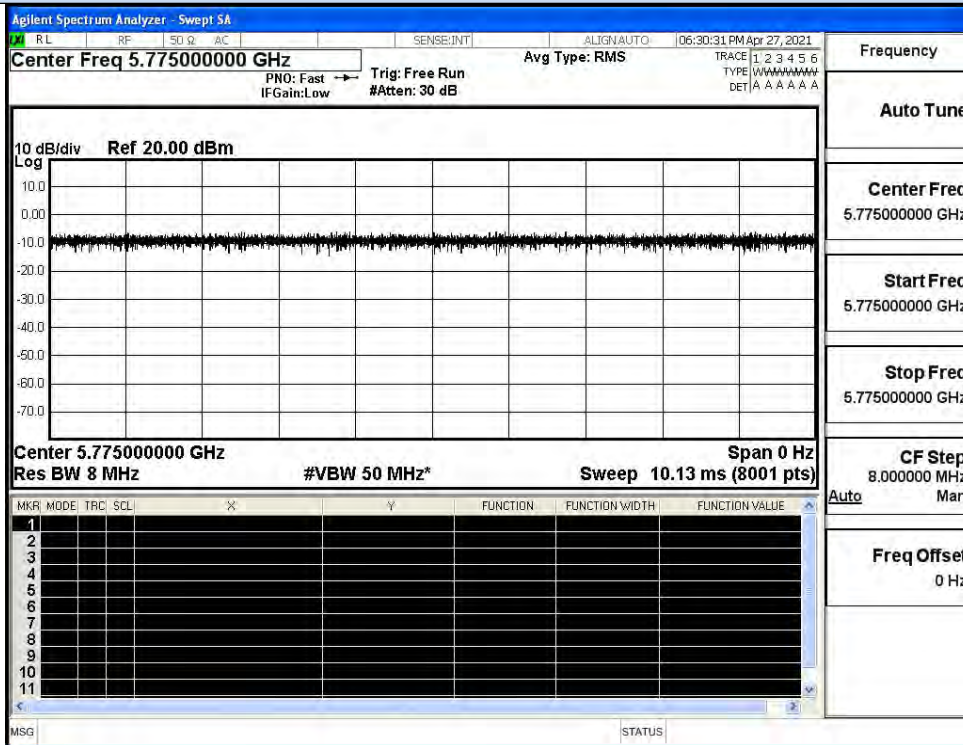 Agilent Spectrum Analyzer - Swept SA
LXI RL RF 50 Ω AC SENSE:INT ALIGNAUTO 06:30:31 PM Apr 27, 2021
Center Freq 5.775000000 GHz
Avg Type: RMS
TRACE 1 2 3 4 5 6
PNO: Fast
Trig: Free Run
TYPE WWWWWW
IFGain:Low
#Atten: 30 dB
DET A A A A A A
10 dB/div Ref 20.00 dBm
Log
10.0
0.00
-10.0
-20.0
-30.0
-40.0
-50.0
-60.0
-70.0
Center 5.775000000 GHz
Span 0 Hz
Res BW 8 MHz
#VBW 50 MHz*
Sweep 10.13 ms (8001 pts)
MKR MODE TRC SCL X Y FUNCTION FUNCTION WIDTH FUNCTION VALUE
1
2
3
4
5
6
7
8
9
10
11
MSG STATUS
Frequency
Auto Tune
Center Freq
5.775000000 GHz
Start Freq
5.775000000 GHz
Stop Freq
5.775000000 GHz
CF Step
8.000000 MHz
Auto Man
Freq Offset
0 Hz